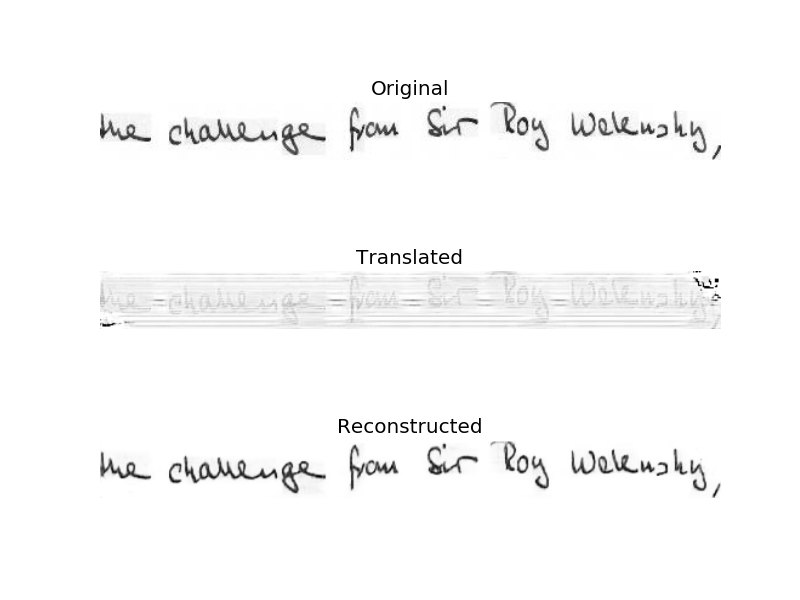 Original
the challenge from Sir Roy Welensky,
Translated
the challenge from Sir Roy Welensky,
Reconstructed
the challenge from Sir Roy Welensky,